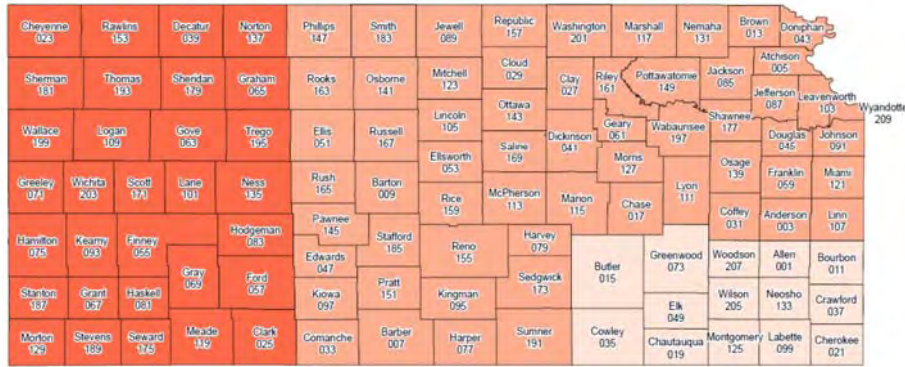 Cheyenne
023
Rawlins
153
Decatur
039
Norton
137
Phillips
147
Smith
183
Jewell
089
Republic
157
Washington
201
Marshall
117
Nemaha
131
Brown
013
Doniphan
043
Sherman
181
Thomas
193
Sheridan
179
Graham
065
Rooks
163
Osborne
141
Mitchell
123
Cloud
029
Clay
027
Riley
161
Pottawatomie
149
Jackson
085
Atchison
005
Jefferson
087
Leavenworth
103
Wyandotte
209
Wallace
199
Logan
109
Gove
063
Trego
195
Ellis
051
Russell
167
Lincoln
105
Ottawa
143
Saline
169
Dickinson
041
Geary
061
Wabaunsee
197
Shawnee
177
Douglas
045
Johnson
091
Greeley
071
Wichita
203
Scott
171
Lane
101
Ness
135
Rush
165
Barton
009
Ellsworth
053
Rice
159
McPherson
113
Marion
115
Morris
127
Chase
017
Lyon
111
Osage
139
Franklin
059
Miami
121
Coffey
031
Anderson
003
Linn
107
Hamilton
075
Kearny
093
Finney
055
Hodgeman
083
Pawnee
145
Stafford
185
Edwards
047
Reno
155
Harvey
079
Gray
069
Ford
057
Kiowa
097
Pratt
151
Kingman
095
Sedgwick
173
Butler
015
Greenwood
073
Woodson
207
Allen
001
Bourbon
011
Stanton
187
Grant
067
Haskell
081
Elk
049
Wilson
205
Neosho
133
Crawford
037
Morton
129
Stevens
189
Seward
175
Meade
119
Clark
025
Comanche
033
Barber
007
Harper
077
Sumner
191
Cowley
035
Chautauqua
019
Montgomery
125
Labette
099
Cherokee
021